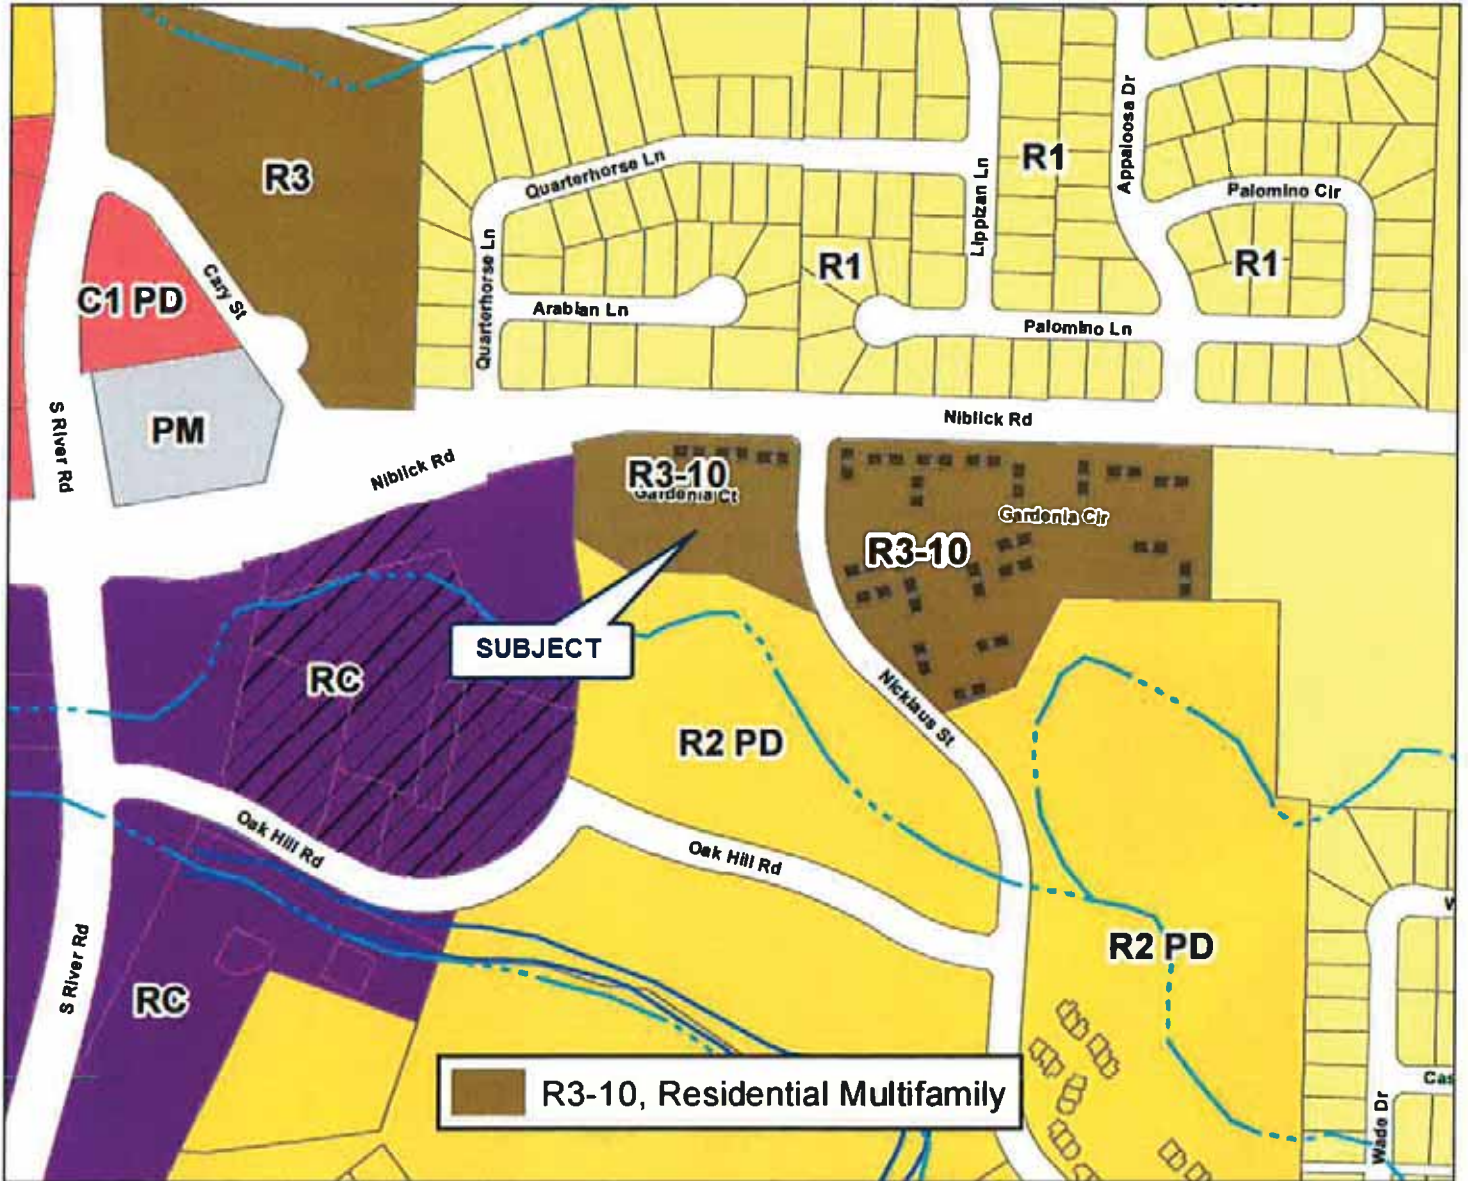 R3
Quarterhorse Ln
Lippizan Ln
R1
Appaloosa Dr
Palomino Cir
R1
C1 PD
Cary St
Quarterhorse Ln
Arabian Ln
R1
Palomino Ln
PM
S River Rd
Niblick Rd
Niblick Rd
R3-10
Gardenia Ct
Gardenia Cir
R3-10
SUBJECT
RC
Nicklaus St
R2 PD
Oak Hill Rd
Oak Hill Rd
R2 PD
S River Rd
RC
R3-10, Residential Multifamily
Cas
Wade Dr